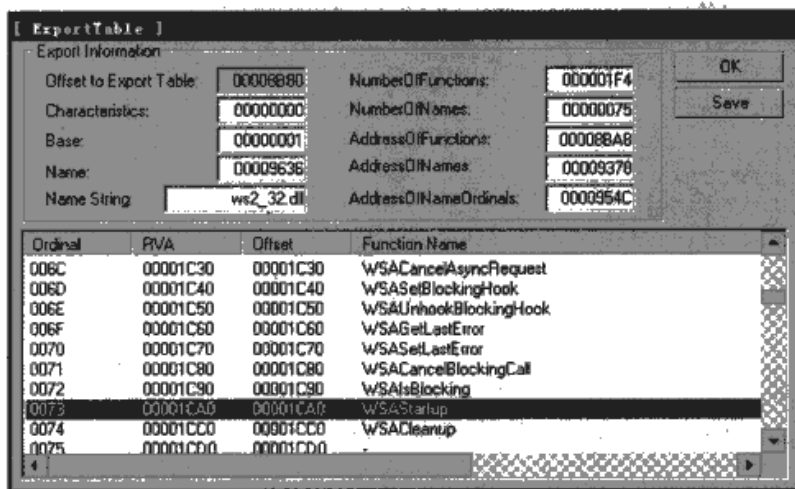 [ ExportTable ]
Export Information
Offset to Export Table: 00008B80 NumberOfFunctions: 000001F4 OK
Characteristics: 00000000 NumberOfNames: 00000075 Save
Base: 00000001 AddressOfFunctions: 00008BA8
Name: 00009636 AddressOfNames: 00009378
Name String: ws2_32.dll AddressOfNameOrdinals: 0000954C
Ordinal RVA Offset Function Name
006C 00001C30 00001C30 WSACancelAsyncRequest
006D 00001C40 00001C40 WSASetBlockingHook
006E 00001C50 00001C50 WSAUnhookBlockingHook
006F 00001C60 00001C60 WSAGetLastError
0070 00001C70 00001C70 WSASetLastError
0071 00001C80 00001C80 WSACancelBlockingCall
0072 00001C90 00001C90 WSAIsBlocking
0073 00001CA0 00001CA0 WSAStartup
0074 00001CC0 00001CC0 WSACleanup
0075 00001CD0 00001CD0 -